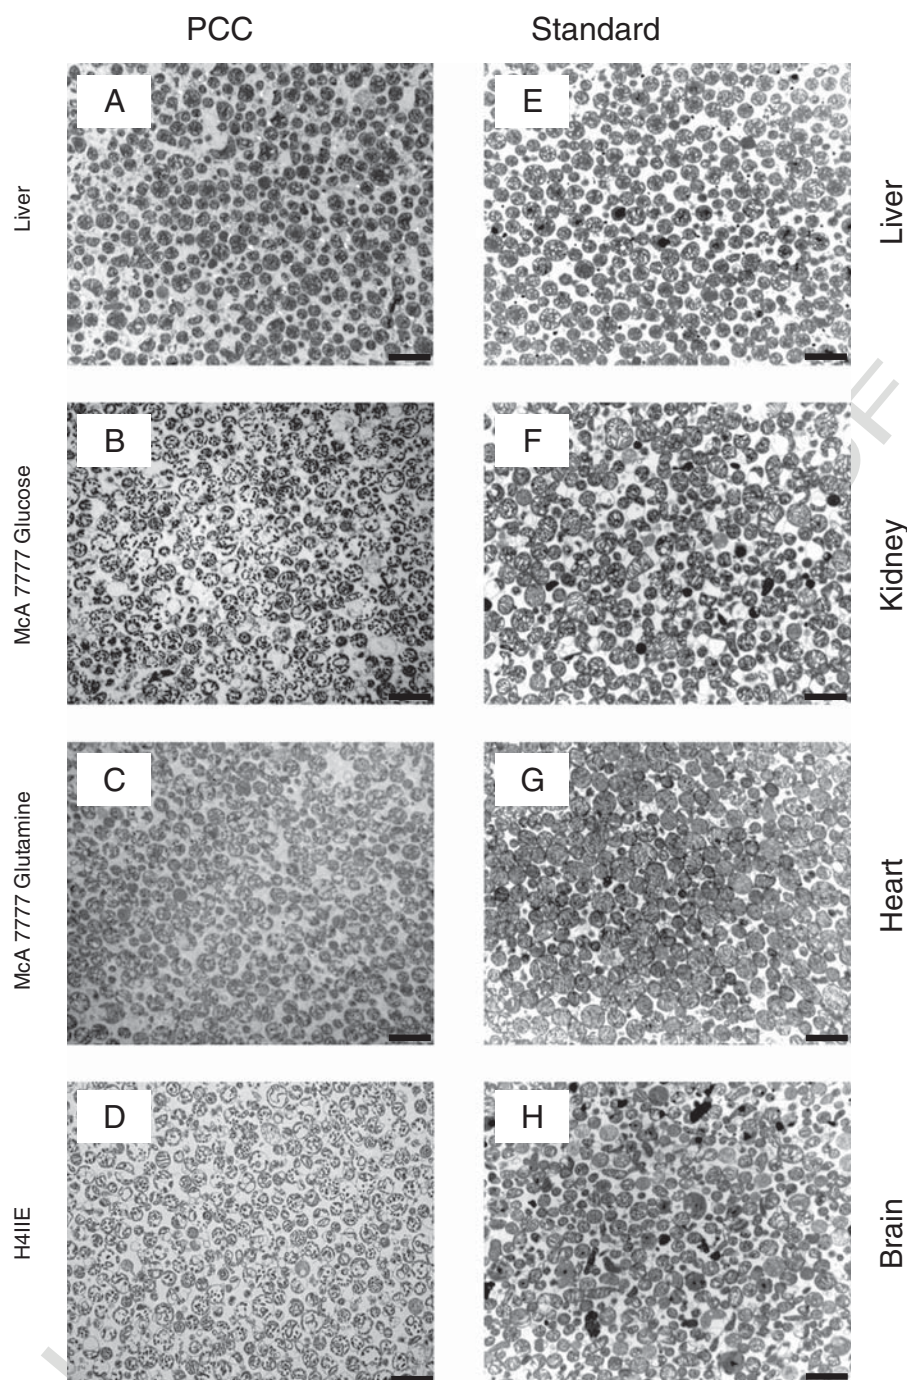 PCC Standard
A E
Liver Liver
B F
McA 7777 Glucose Kidney
C G
McA 7777 Glutamine Heart
D H
H4IIE Brain